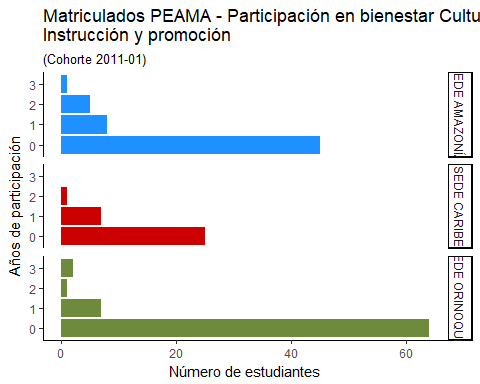 Matriculados PEAMA - Participación en bienestar Cultu
Instrucción y promoción
(Cohorte 2011-01)
Años de participación
3
2
1
0
EDE AMAZONÍ
3
2
1
0
SEDE CARIBE
3
2
1
0
EDE ORINOQU
0
20
40
60
Número de estudiantes